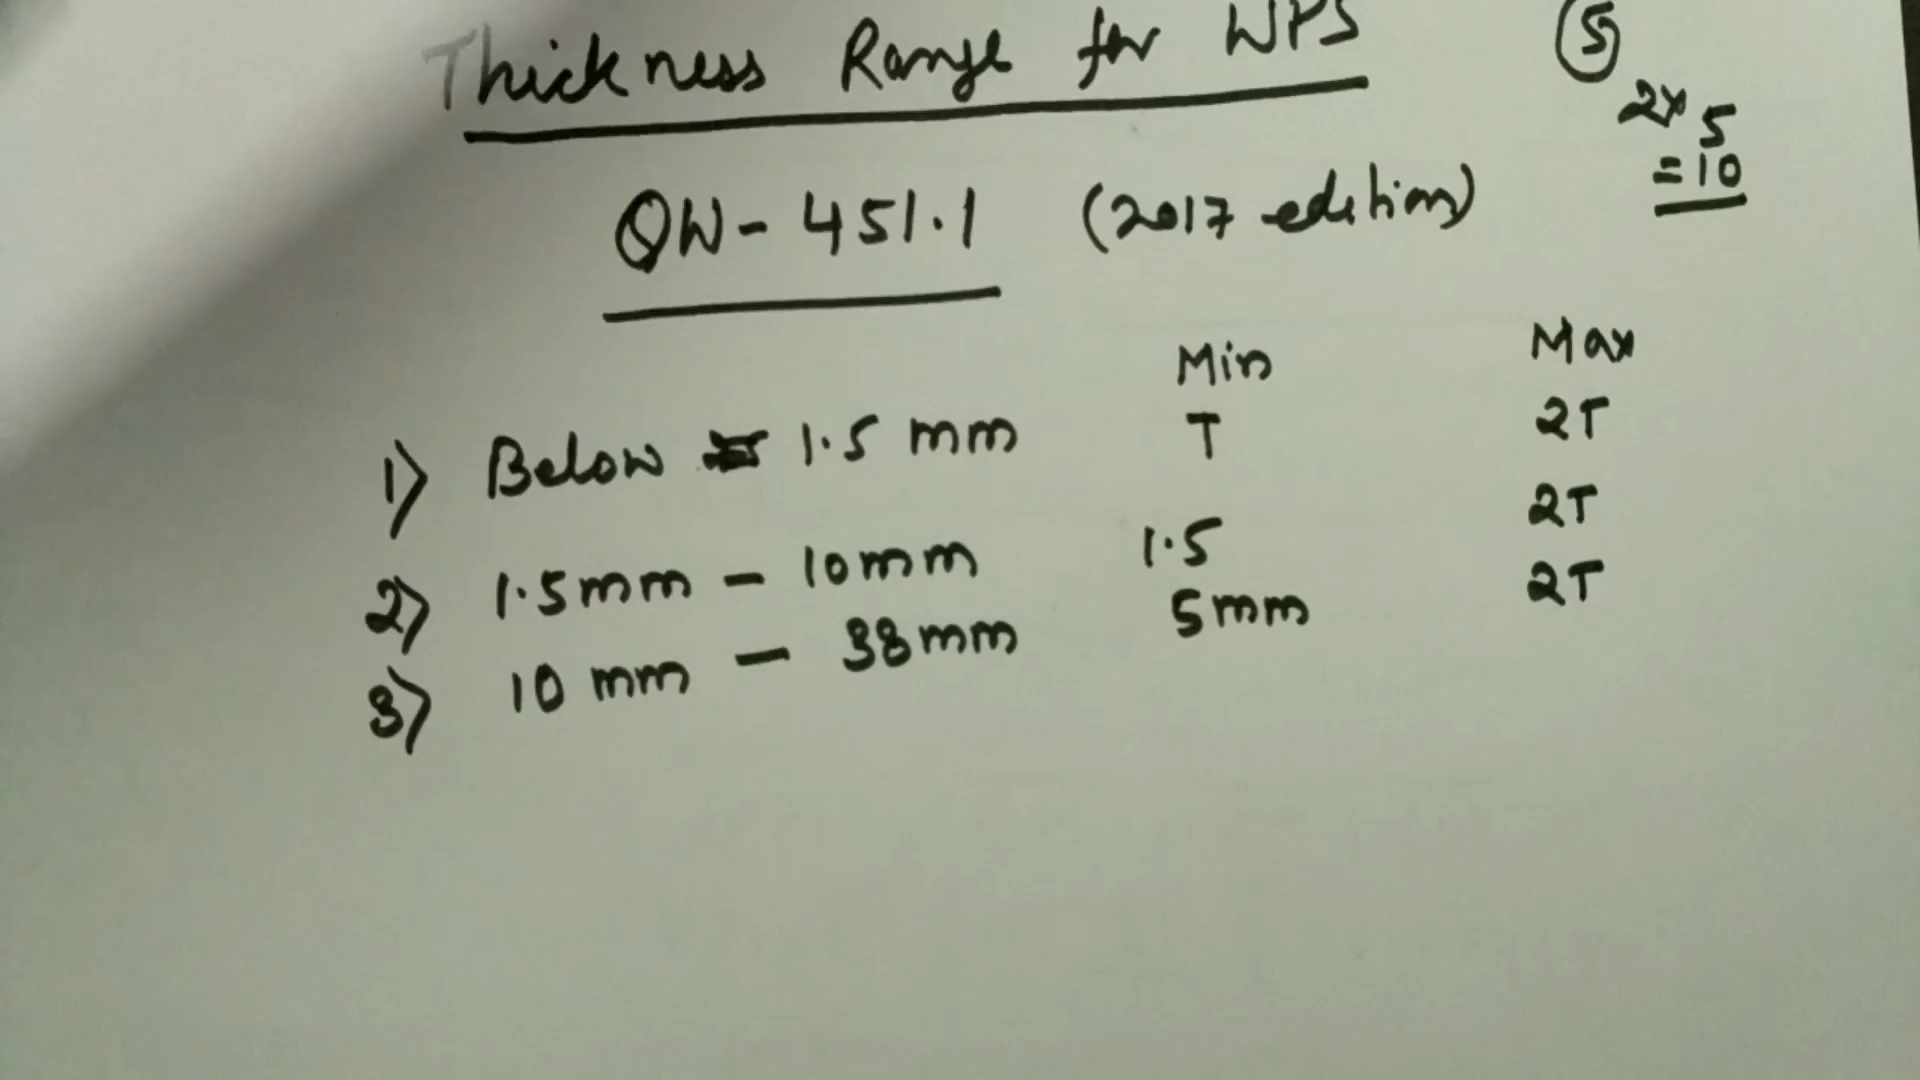 Thickness Range for WPS
5
2x5
=10
QW-451.1 (2017 edition)
Min Max
1) Below 1.5 mm T 2T
2) 1.5mm - 10mm 1.5 2T
3) 10 mm - 38mm 5mm 2T